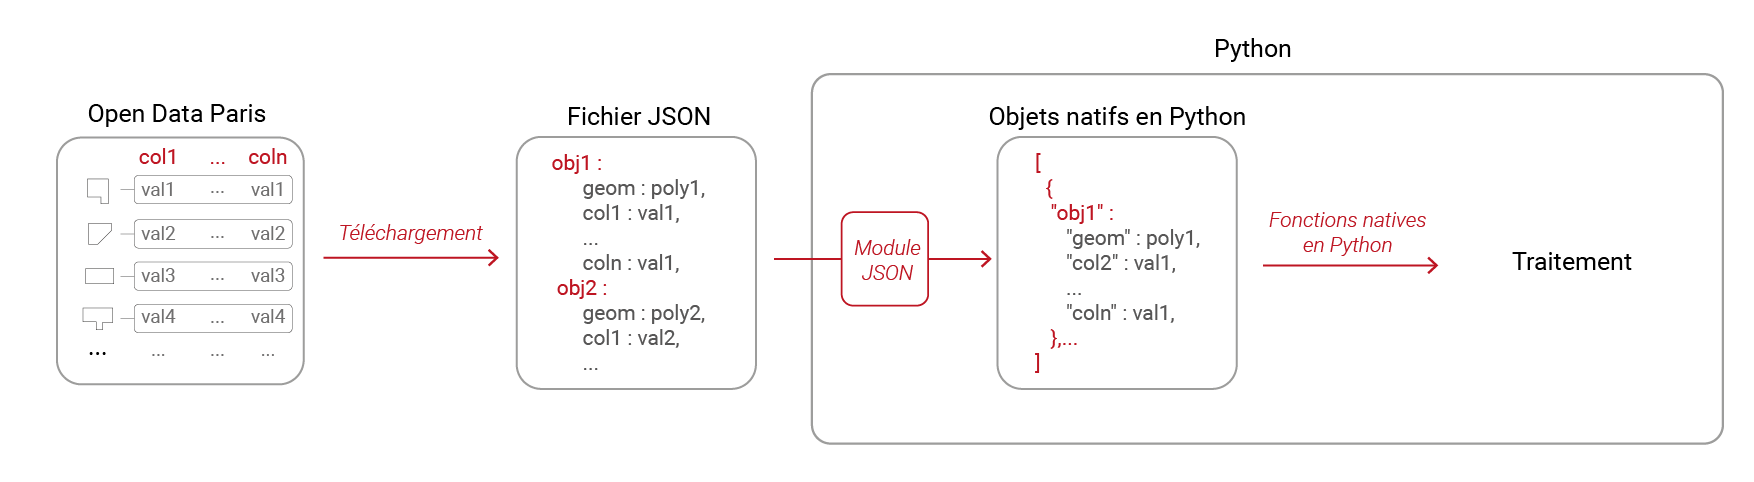 Python
Open Data Paris
col1 ... coln
val1 ... val1
val2 ... val2
val3 ... val3
val4 ... val4
... ... ... ...
Téléchargement
Fichier JSON
obj1 :
geom : poly1,
col1 : val1,
...
coln : val1,
obj2 :
geom : poly2,
col1 : val2,
...
Module
JSON
Objets natifs en Python
[
{
"obj1" :
"geom" : poly1,
"col2" : val1,
...
"coln" : val1,
},...
]
Fonctions natives
en Python
Traitement